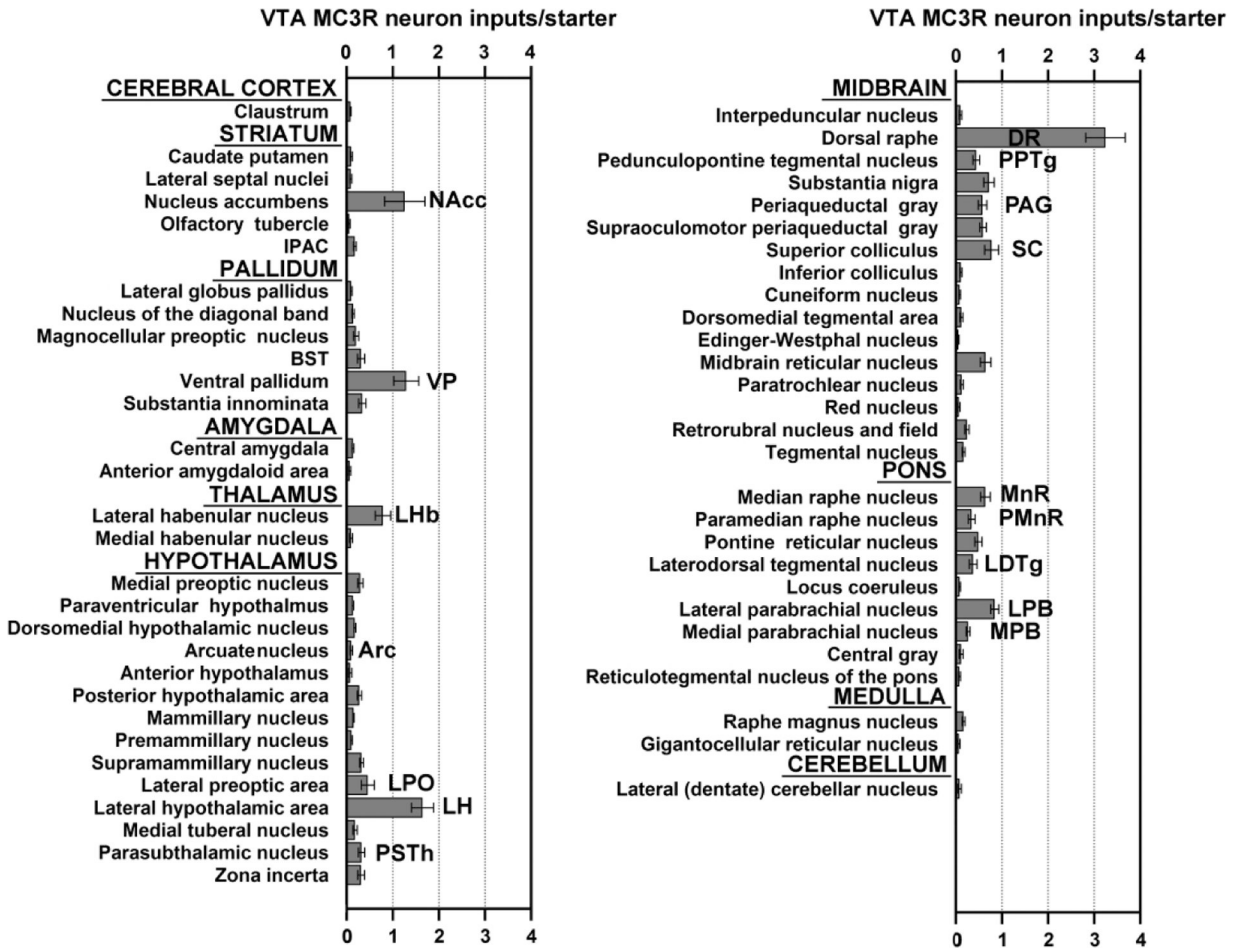 VTA MC3R neuron inputs/starter
0 1 2 3 4
CEREBRAL CORTEX
Claustrum
STRIATUM
Caudate putamen
Lateral septal nuclei
Nucleus accumbens NAcc
Olfactory tubercle
IPAC
PALLIDUM
Lateral globus pallidus
Nucleus of the diagonal band
Magnocellular preoptic nucleus
BST
Ventral pallidum VP
Substantia innominata
AMYGDALA
Central amygdala
Anterior amygdaloid area
THALAMUS
Lateral habenular nucleus LHb
Medial habenular nucleus
HYPOTHALAMUS
Medial preoptic nucleus
Paraventricular hypothalmus
Dorsomedial hypothalamic nucleus
Arcuate nucleus Arc
Anterior hypothalamus
Posterior hypothalamic area
Mammillary nucleus
Premammillary nucleus
Supramammillary nucleus
Lateral preoptic area LPO
Lateral hypothalamic area LH
Medial tuberal nucleus
Parasubthalamic nucleus PSTh
Zona incerta
0 1 2 3 4
VTA MC3R neuron inputs/starter
0 1 2 3 4
MIDBRAIN
Interpeduncular nucleus
Dorsal raphe DR
Pedunculopontine tegmental nucleus PPTg
Substantia nigra
Periaqueductal gray PAG
Supraoculomotor periaqueductal gray
Superior colliculus SC
Inferior colliculus
Cuneiform nucleus
Dorsomedial tegmental area
Edinger-Westphal nucleus
Midbrain reticular nucleus
Paratrochlear nucleus
Red nucleus
Retrorubral nucleus and field
Tegmental nucleus
PONS
Median raphe nucleus MnR
Paramedian raphe nucleus PMnR
Pontine reticular nucleus
Laterodorsal tegmental nucleus LDTg
Locus coeruleus
Lateral parabrachial nucleus LPB
Medial parabrachial nucleus MPB
Central gray
Reticulotegmental nucleus of the pons
MEDULLA
Raphe magnus nucleus
Gigantocellular reticular nucleus
CEREBELLUM
Lateral (dentate) cerebellar nucleus
0 1 2 3 4